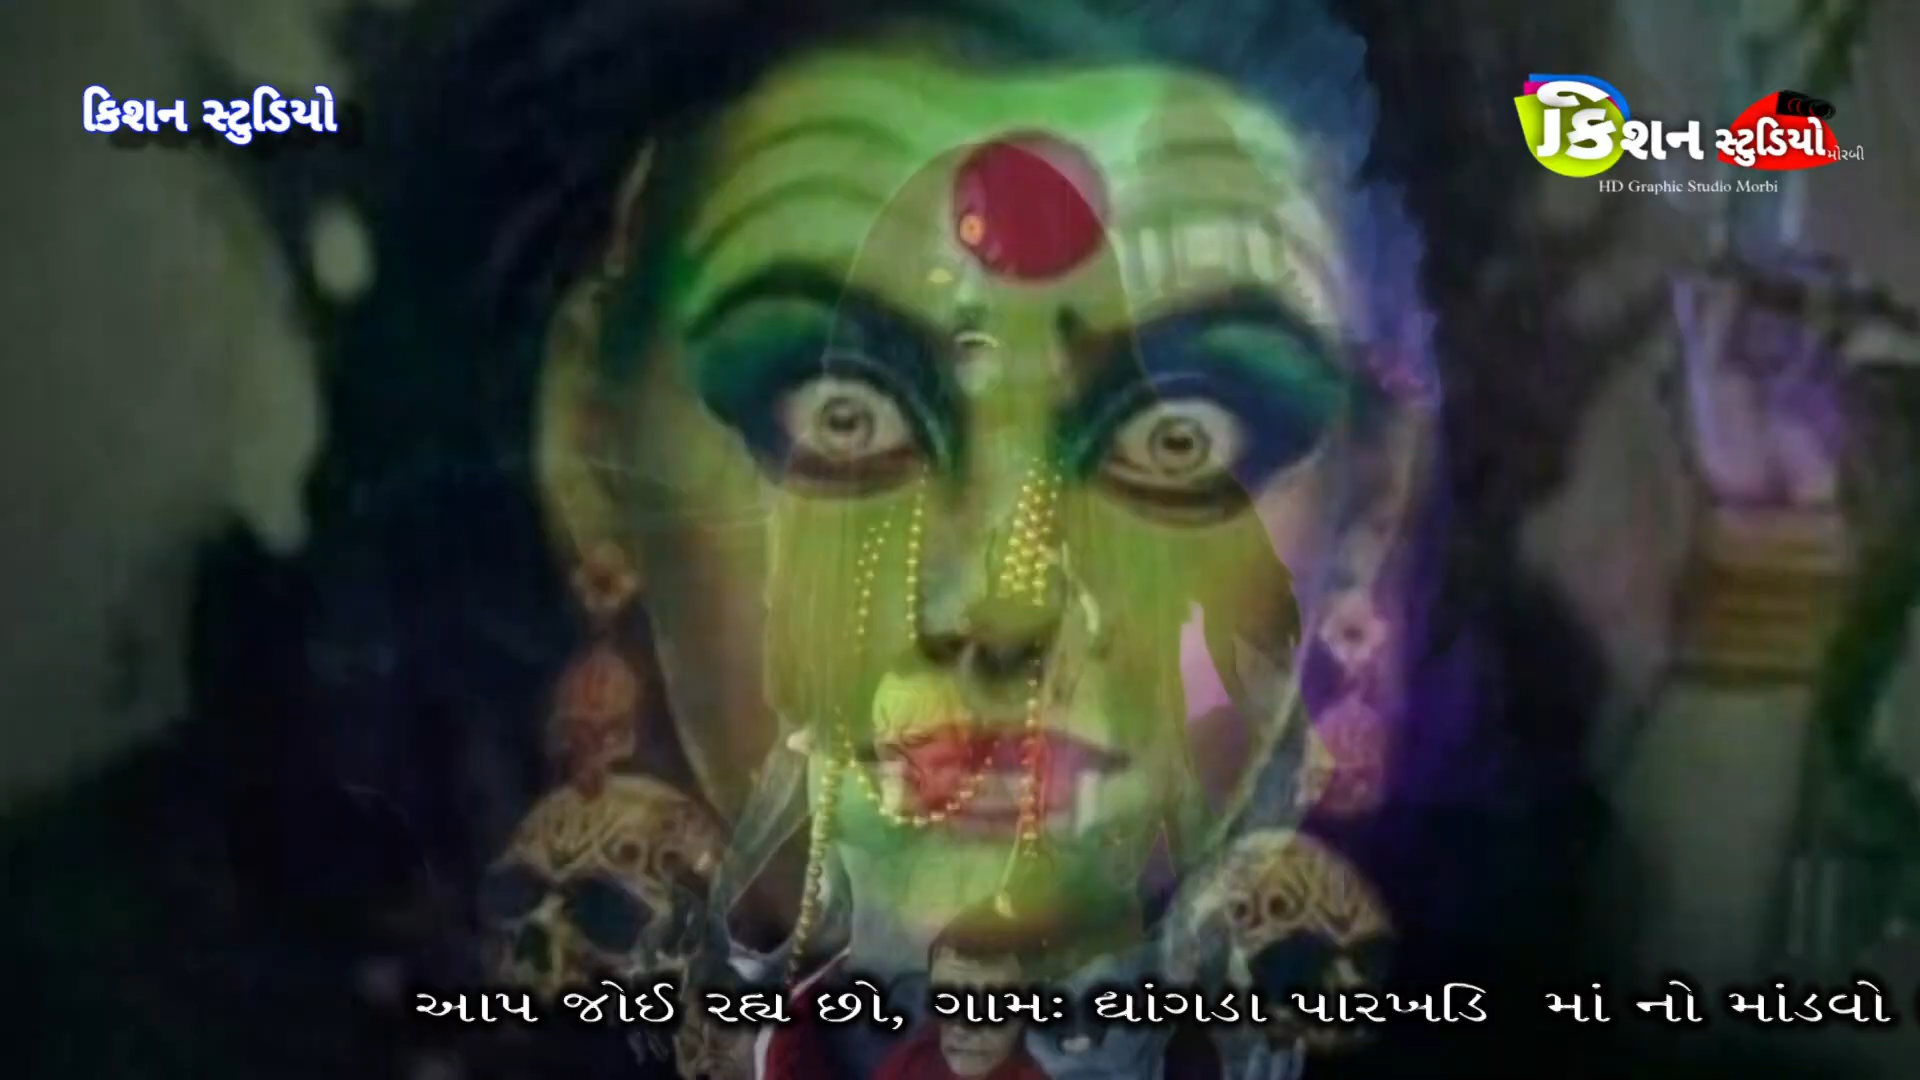 કિશન સ્ટુડિયો
કિશન સ્ટુડિયો મોરબી
HD Graphic Studio Morbi
આપ જોઈ રહ્ય છો, ગામઃ ધાંગડા પારખડિ માં નો માંડવો